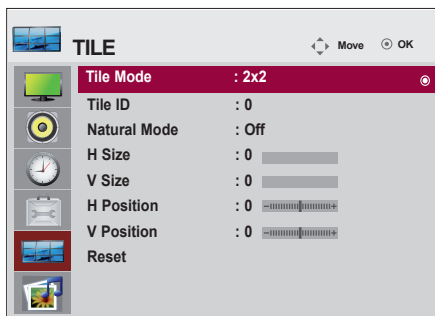 TILE Move OK
Tile Mode : 2x2
Tile ID : 0
Natural Mode : Off
H Size : 0
V Size : 0
H Position : 0 - +
V Position : 0 - +
Reset